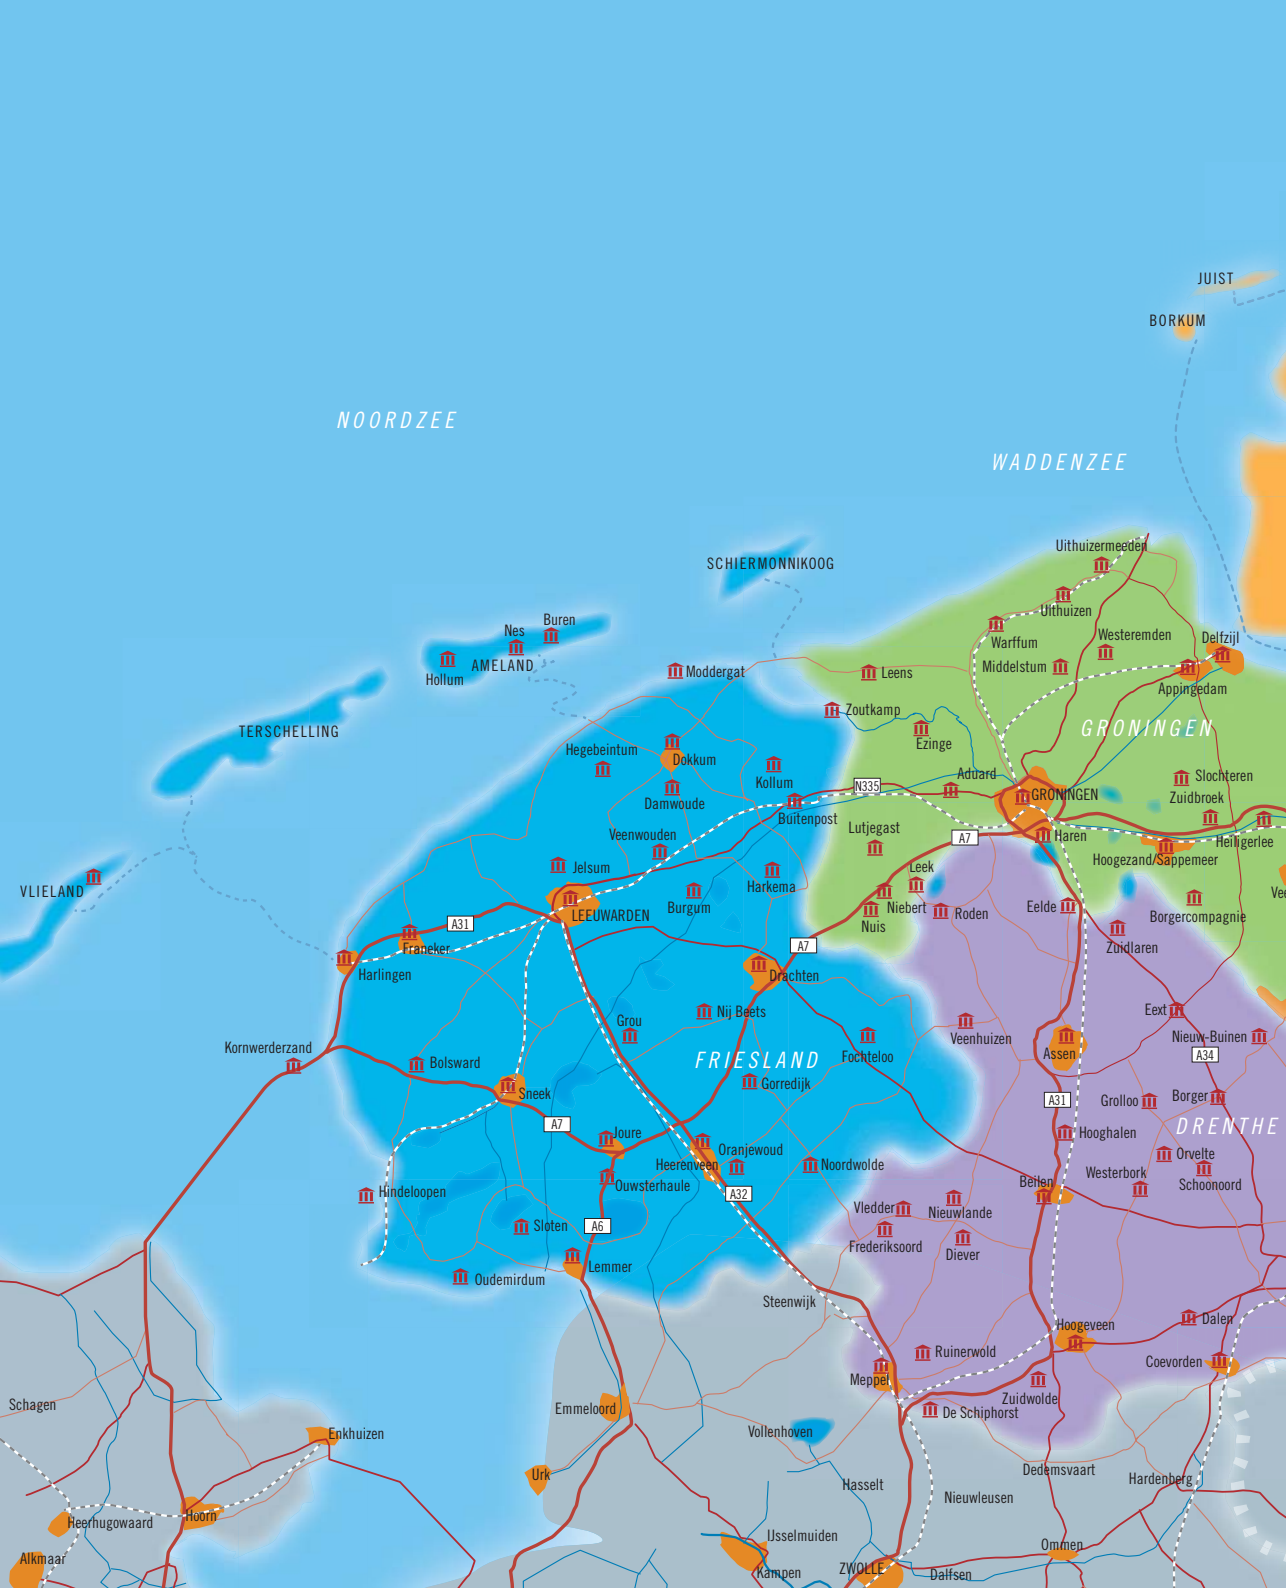 JUIST
BORKUM
NOORDZEE
WADDENZEE
Uithuizermeeden
SCHIERMONNIKOOG
Uithuizen
Buren
Nes
Warffum
Westeremden
Delfzijl
AMELAND
Hollum
Moddergat
Leens
Middelstum
Appingedam
Zoutkamp
TERSCHELLING
GRONINGEN
Ezinge
Hegebeintum
Dokkum
Kollum
Aduard
Slochteren
N335
GRONINGEN
Zuidbroek
Damwoude
Buitenpost
Lutjegast
A7
Haren
Veenwouden
Heiligerlee
Hoogezand/Sappemeer
Jelsum
Leek
Harkema
VLIELAND
Vee
Burgum
Niebert
Roden
Eelde
LEEUWARDEN
Borgercompagnie
A31
Nuis
Franeker
A7
Zuidlaren
Harlingen
Drachten
Nij Beets
Eext
Grou
Veenhuizen
Nieuw-Buinen
Kornwerderzand
Fochteloo
Assen
A34
Bolsward
FRIESLAND
Gorredijk
Sneek
A31
Grolloo
Borger
A7
DRENTHE
Joure
Hooghalen
Oranjewoud
Orvelte
Heerenveen
Noordwolde
Westerbork
Schoonoord
Ouwsterhaule
Beilen
Hindeloopen
A32
Vledder
Nieuwlande
Sloten
A6
Frederiksoord
Diever
Lemmer
Oudemirdum
Steenwijk
Dalen
Hoogeveen
Ruinerwold
Coevorden
Meppel
Zuidwolde
Schagen
Emmeloord
De Schiphorst
Enkhuizen
Vollenhoven
Dedemsvaart
Urk
Hasselt
Hardenberg
Nieuwleusen
Hoorn
Heerhugowaard
IJsselmuiden
Ommen
Alkmaar
Kampen
ZWOLLE
Dalfsen